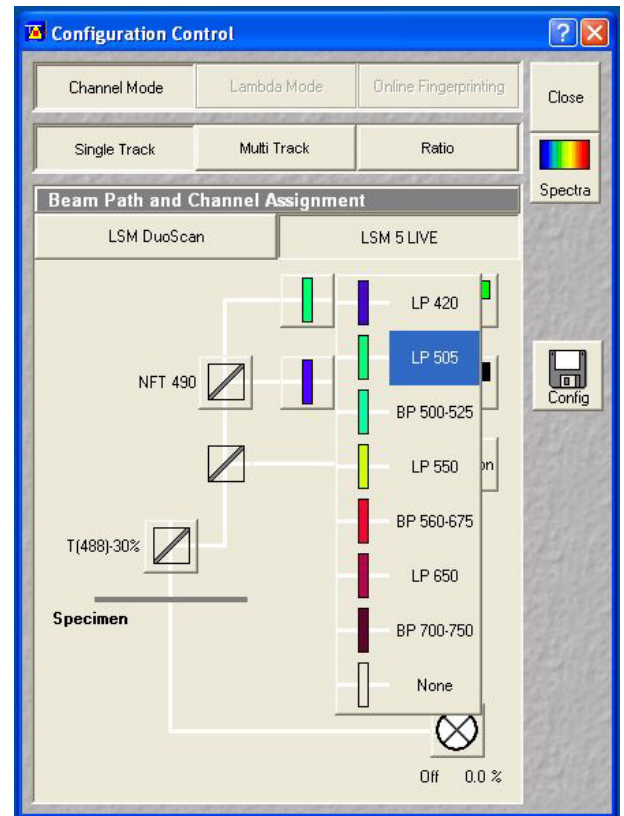 Configuration Control
Channel Mode
Lambda Mode
Online Fingerprinting
Close
Single Track
Multi Track
Ratio
Spectra
Beam Path and Channel Assignment
LSM DuoScan
LSM 5 LIVE
LP 420
LP 505
NFT 490
Config
BP 500-525
LP 550
on
BP 560-675
T(488)-30%
LP 650
Specimen
BP 700-750
None
Off 0.0 %